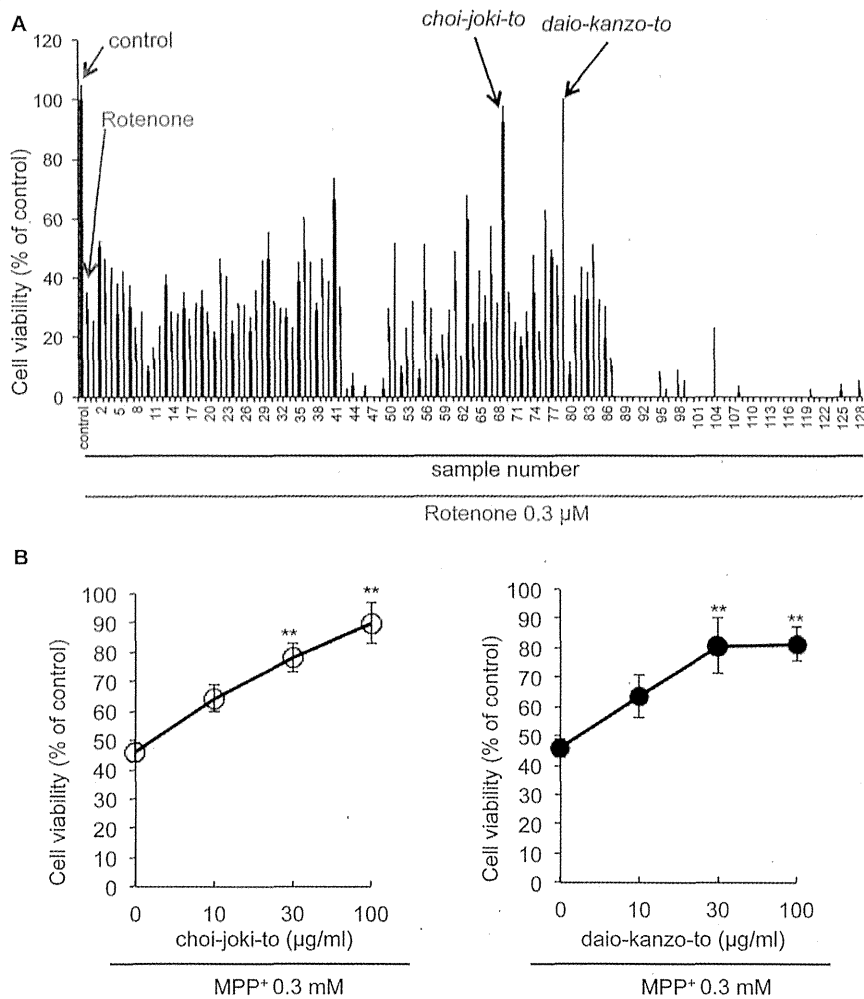 A
choi-joki-to
daio-kanzo-to
control
Rotenone
Cell viability (% of control)
120
100
80
60
40
20
0
control 2 5 8 11 14 17 20 23 26 29 32 35 38 41 44 47 50 53 56 59 62 65 68 71 74 77 80 83 86 89 92 95 98 101 104 107 110 113 116 119 122 125 128
sample number
Rotenone 0.3 μM
B
Cell viability (% of control)
100
90
80
70
60
50
40
30
20
10
0
** **
0 10 30 100
choi-joki-to (μg/ml)
MPP+ 0.3 mM
Cell viability (% of control)
100
90
80
70
60
50
40
30
20
10
0
** **
0 10 30 100
daio-kanzo-to (μg/ml)
MPP+ 0.3 mM